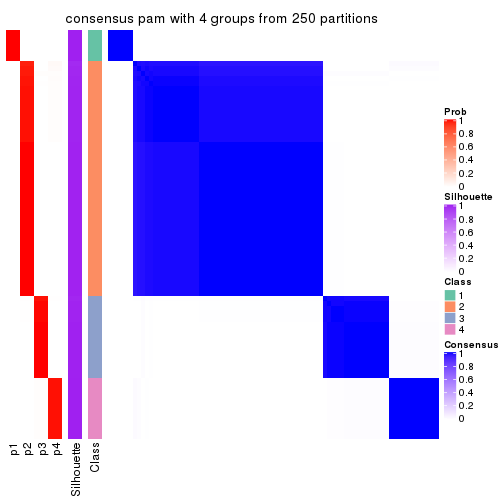 consensus pam with 4 groups from 250 partitions
Prob
1
0.8
0.6
0.4
0.2
0
Silhouette
1
0.8
0.6
0.4
0.2
0
Class
1
2
3
4
Consensus
1
0.8
0.6
0.4
0.2
0
p1
p2
p3
p4
Silhouette
Class